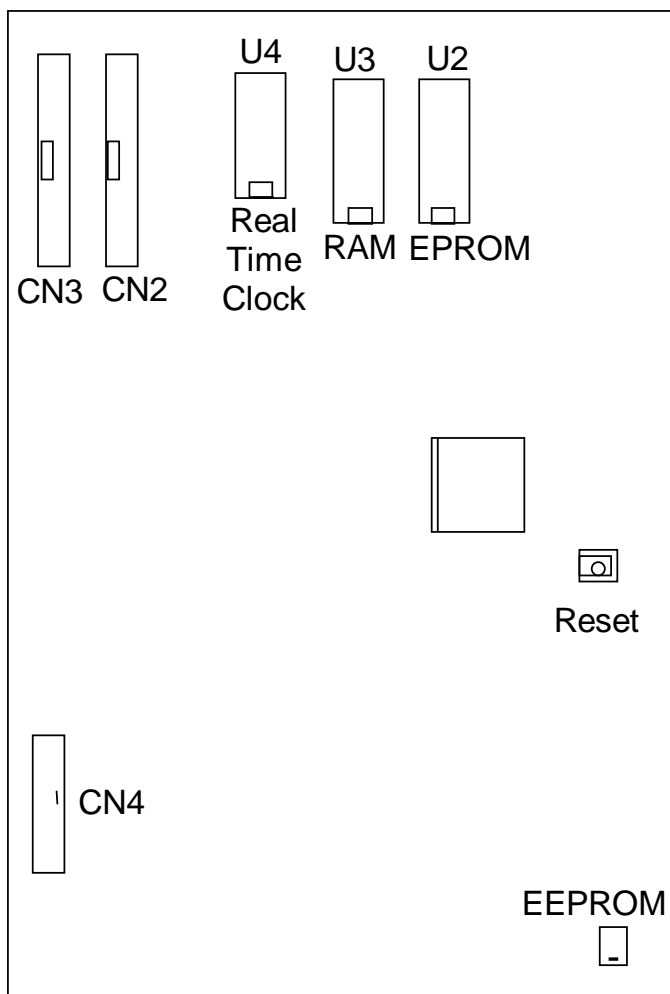 U4
U3
U2
Real
Time
Clock
RAM
EPROM
CN3
CN2
Reset
CN4
EEPROM